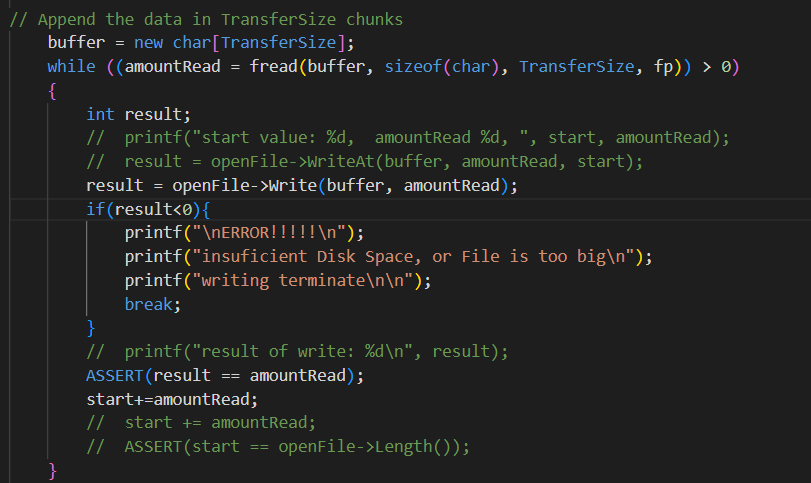 // Append the data in TransferSize chunks
buffer = new char[TransferSize];
while ((amountRead = fread(buffer, sizeof(char), TransferSize, fp)) > 0)
{
int result;
//  printf("start value: %d,  amountRead %d, ", start, amountRead);
//  result = openFile->WriteAt(buffer, amountRead, start);
result = openFile->Write(buffer, amountRead);
if(result<0){
printf("\nERROR!!!!!\n");
printf("insuficient Disk Space, or File is too big\n");
printf("writing terminate\n\n");
break;
}
//  printf("result of write: %d\n", result);
ASSERT(result == amountRead);
start+=amountRead;
//  start += amountRead;
//  ASSERT(start == openFile->Length());
}